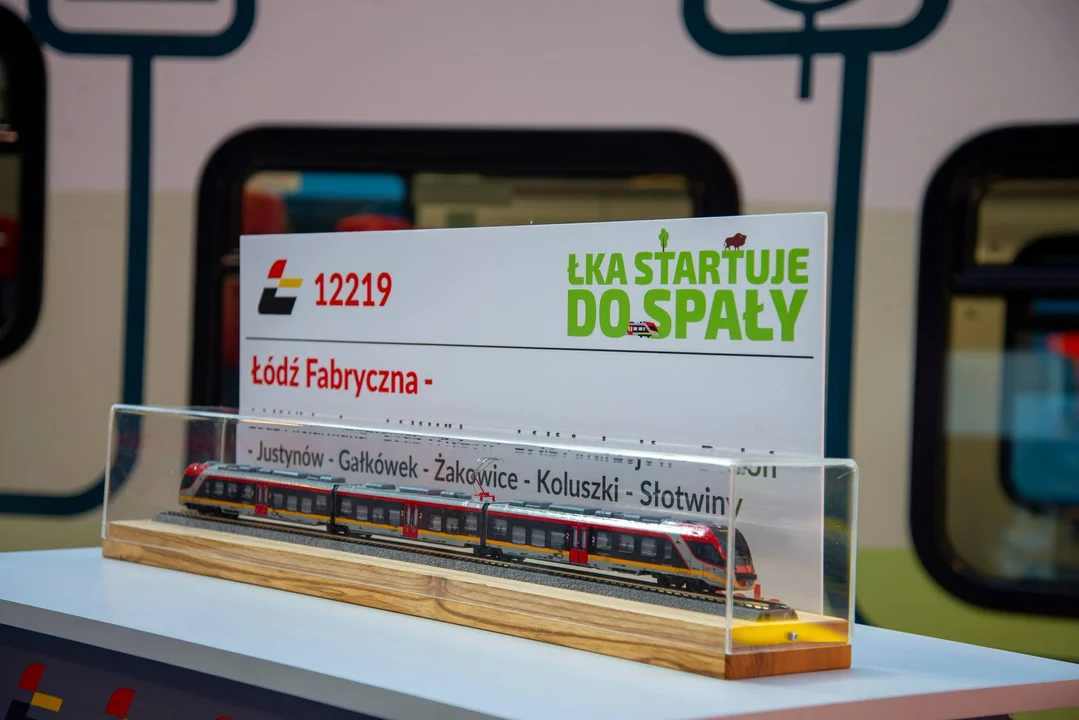 12219
ŁKA STARTUJE
DO SPAŁY
Łódź Fabryczna -
- Justynów - Gałkówek - Żakowice - Koluszki - Słotwiny